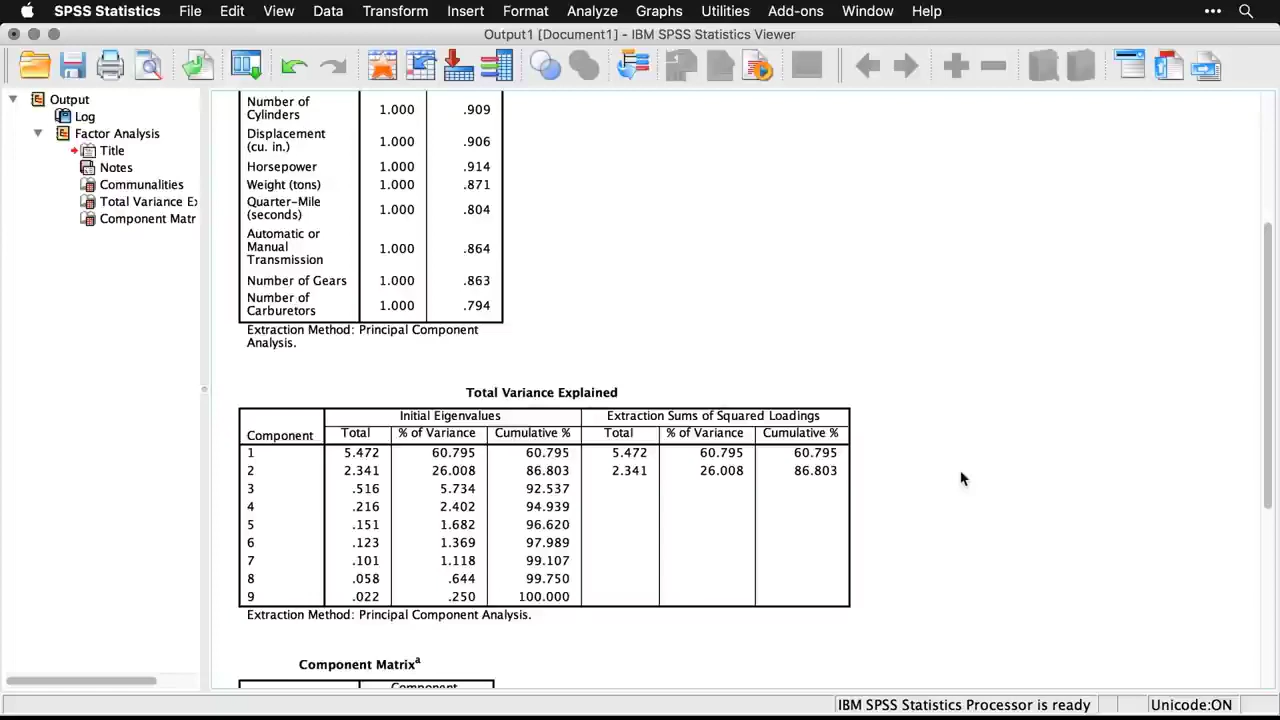 SPSS Statistics File Edit View Data Transform Insert Format Analyze Graphs Utilities Add-ons Window Help
Output1 [Document1] - IBM SPSS Statistics Viewer
Output
Log
Factor Analysis
Title
Notes
Communalities
Total Variance Ex
Component Matr
Number of
Cylinders 1.000 .909
Displacement
(cu. in.) 1.000 .906
Horsepower 1.000 .914
Weight (tons) 1.000 .871
Quarter-Mile
(seconds) 1.000 .804
Automatic or
Manual
Transmission 1.000 .864
Number of Gears 1.000 .863
Number of
Carburetors 1.000 .794
Extraction Method: Principal Component
Analysis.
Total Variance Explained
Initial Eigenvalues Extraction Sums of Squared Loadings
Component Total % of Variance Cumulative % Total % of Variance Cumulative %
1 5.472 60.795 60.795 5.472 60.795 60.795
2 2.341 26.008 86.803 2.341 26.008 86.803
3 .516 5.734 92.537
4 .216 2.402 94.939
5 .151 1.682 96.620
6 .123 1.369 97.989
7 .101 1.118 99.107
8 .058 .644 99.750
9 .022 .250 100.000
Extraction Method: Principal Component Analysis.
Component Matrixᵃ
Component
IBM SPSS Statistics Processor is ready Unicode:ON